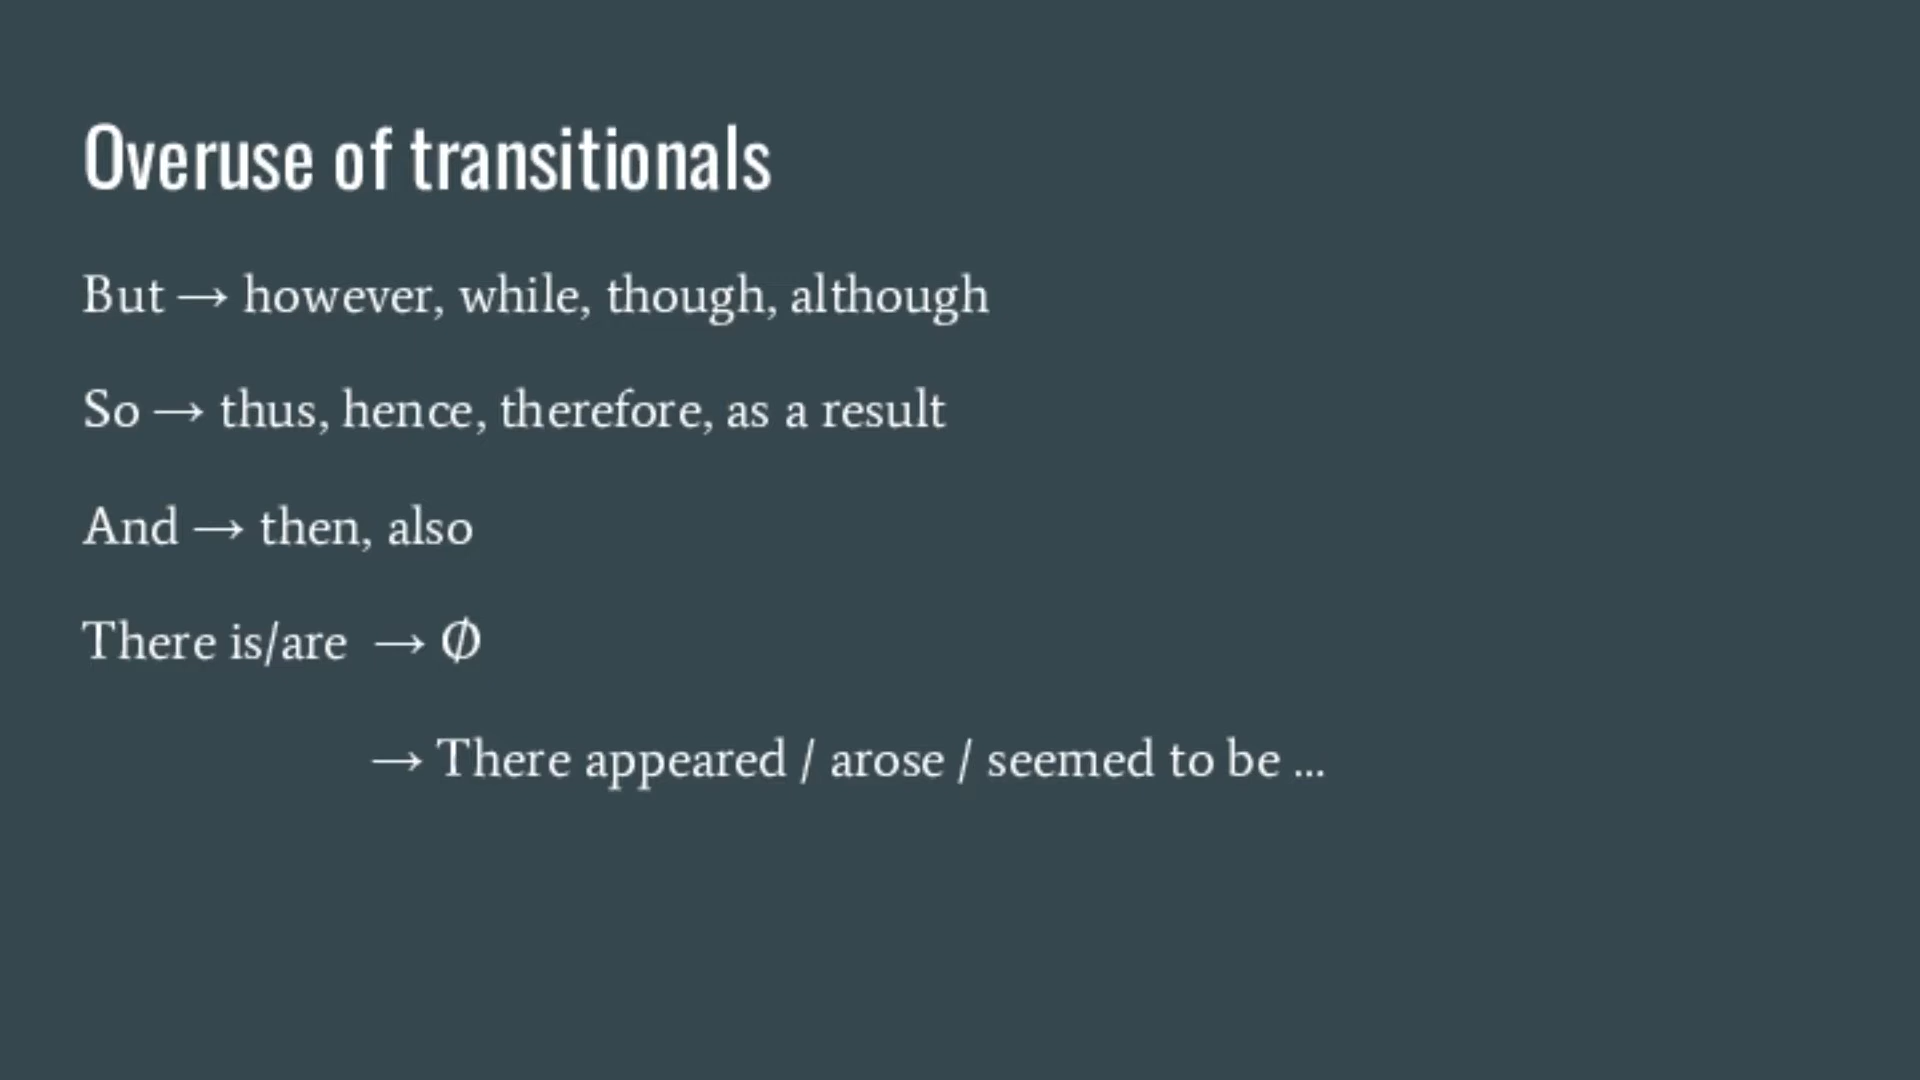 Overuse of transitionals
But → however, while, though, although
So → thus, hence, therefore, as a result
And → then, also
There is/are → Ø
→ There appeared / arose / seemed to be ...